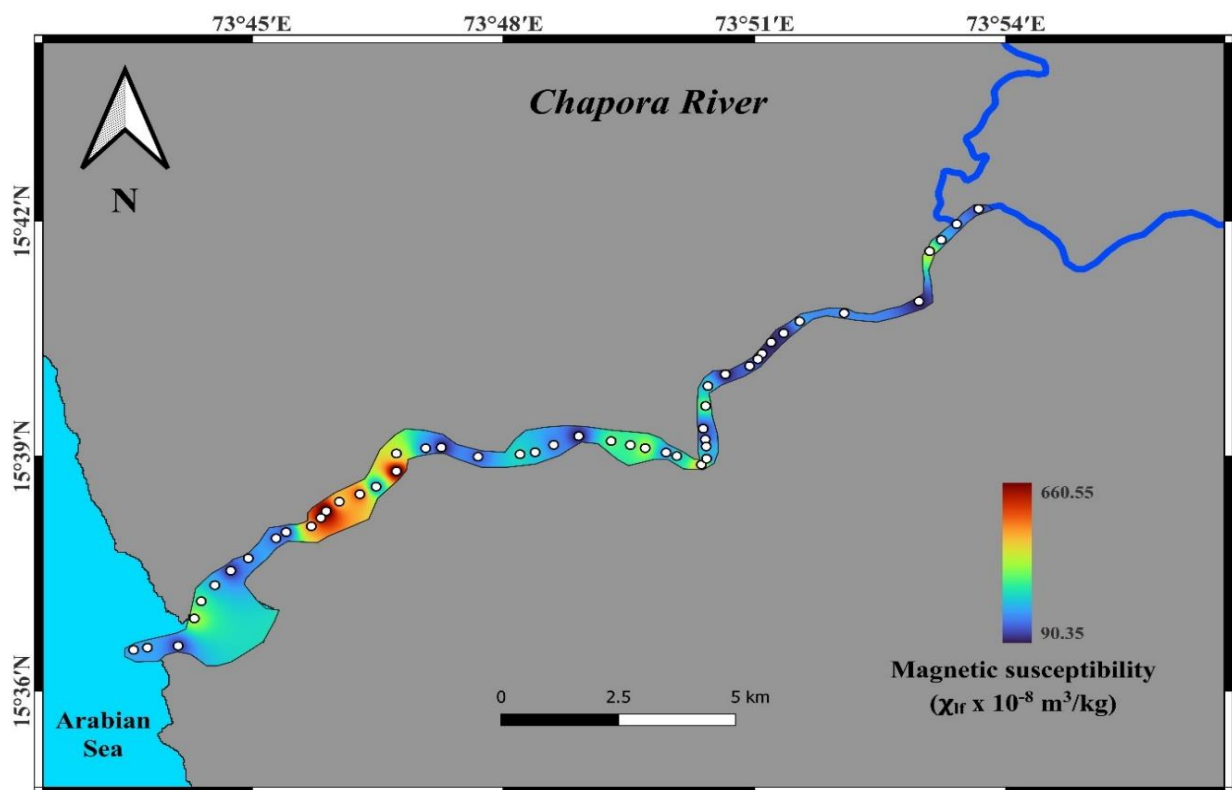 73°45'E 73°48'E 73°51'E 73°54'E
Chapora River
N
15°42'N
15°39'N
15°36'N
660.55
90.35
Magnetic susceptibility
(χlf x 10⁻⁸ m³/kg)
0 2.5 5 km
Arabian
Sea